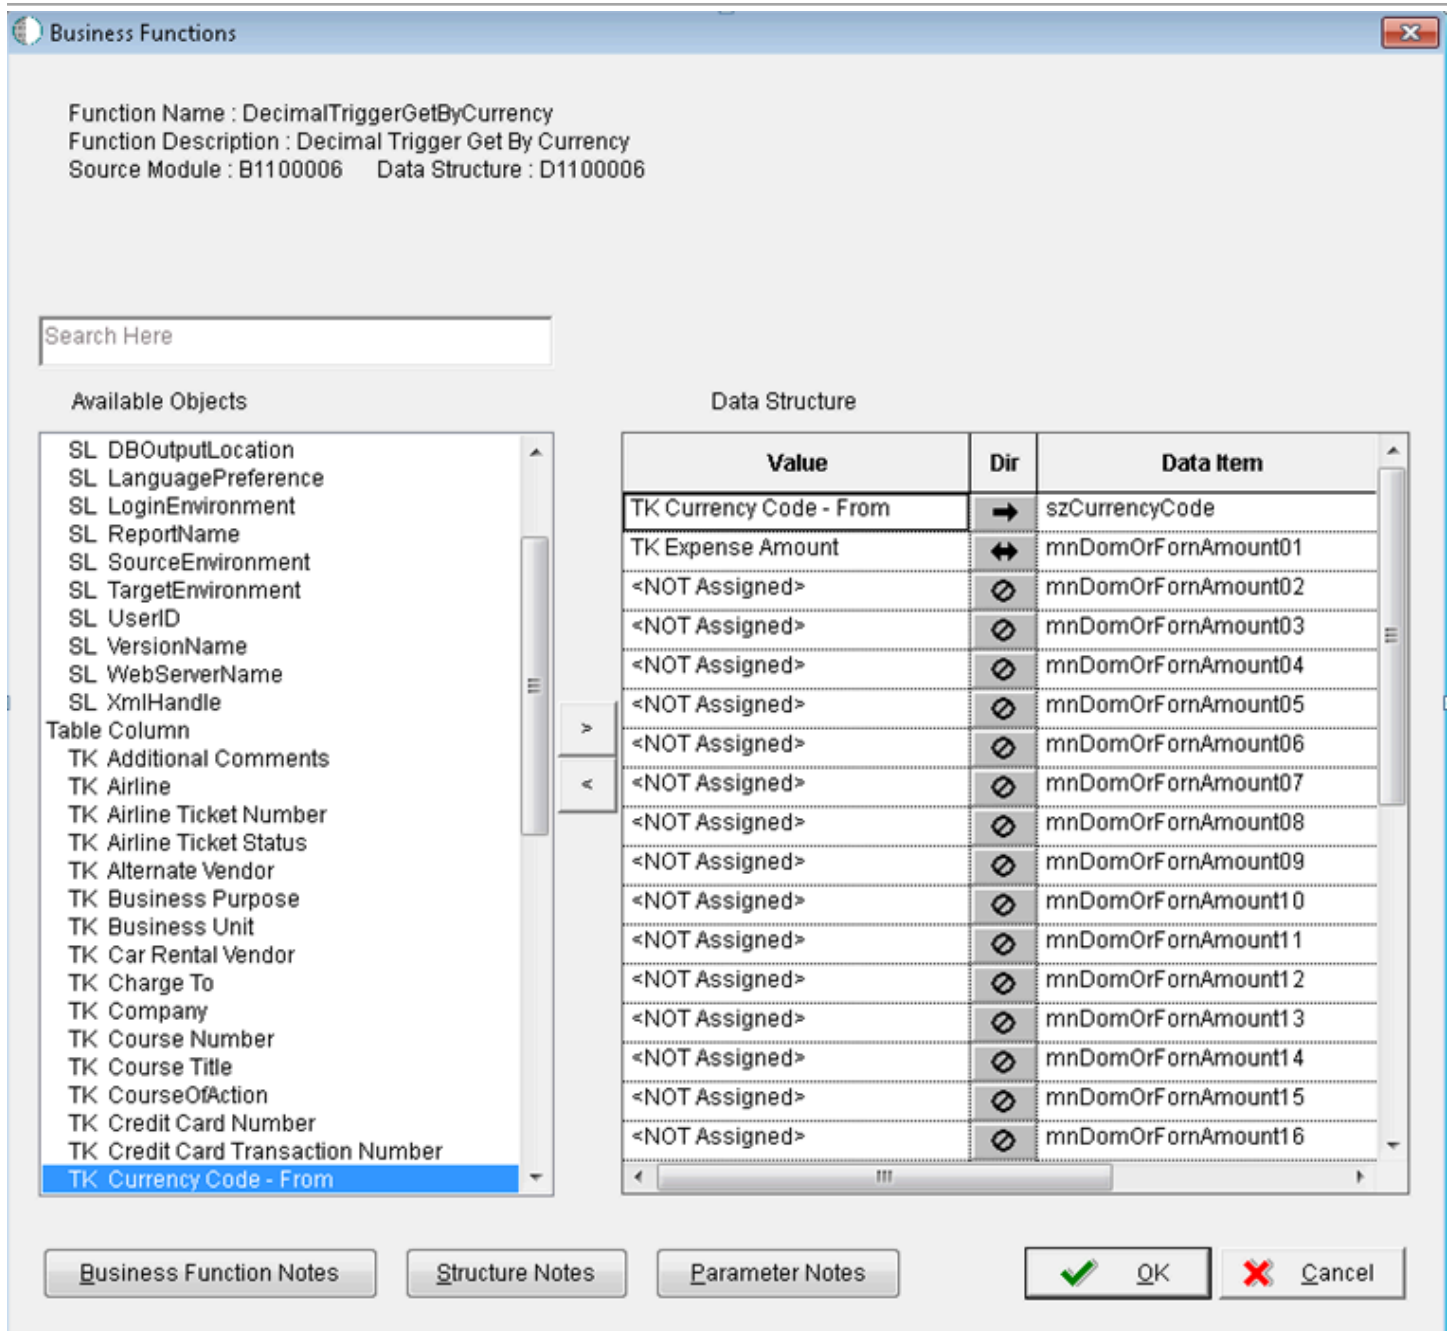 Business Functions
Function Name : DecimalTriggerGetByCurrency
Function Description : Decimal Trigger Get By Currency
Source Module : B1100006 Data Structure : D1100006
Search Here
Available Objects
SL DBOutputLocation
SL LanguagePreference
SL LoginEnvironment
SL ReportName
SL SourceEnvironment
SL TargetEnvironment
SL UserID
SL VersionName
SL WebServerName
SL XmlHandle
Table Column
TK Additional Comments
TK Airline
TK Airline Ticket Number
TK Airline Ticket Status
TK Alternate Vendor
TK Business Purpose
TK Business Unit
TK Car Rental Vendor
TK Charge To
TK Company
TK Course Number
TK Course Title
TK CourseOfAction
TK Credit Card Number
TK Credit Card Transaction Number
TK Currency Code - From
>
<
Data Structure
Value Dir Data Item
TK Currency Code - From szCurrencyCode
TK Expense Amount mnDomOrFornAmount01
<NOT Assigned> mnDomOrFornAmount02
<NOT Assigned> mnDomOrFornAmount03
<NOT Assigned> mnDomOrFornAmount04
<NOT Assigned> mnDomOrFornAmount05
<NOT Assigned> mnDomOrFornAmount06
<NOT Assigned> mnDomOrFornAmount07
<NOT Assigned> mnDomOrFornAmount08
<NOT Assigned> mnDomOrFornAmount09
<NOT Assigned> mnDomOrFornAmount10
<NOT Assigned> mnDomOrFornAmount11
<NOT Assigned> mnDomOrFornAmount12
<NOT Assigned> mnDomOrFornAmount13
<NOT Assigned> mnDomOrFornAmount14
<NOT Assigned> mnDomOrFornAmount15
<NOT Assigned> mnDomOrFornAmount16
Business Function Notes
Structure Notes
Parameter Notes
OK
Cancel